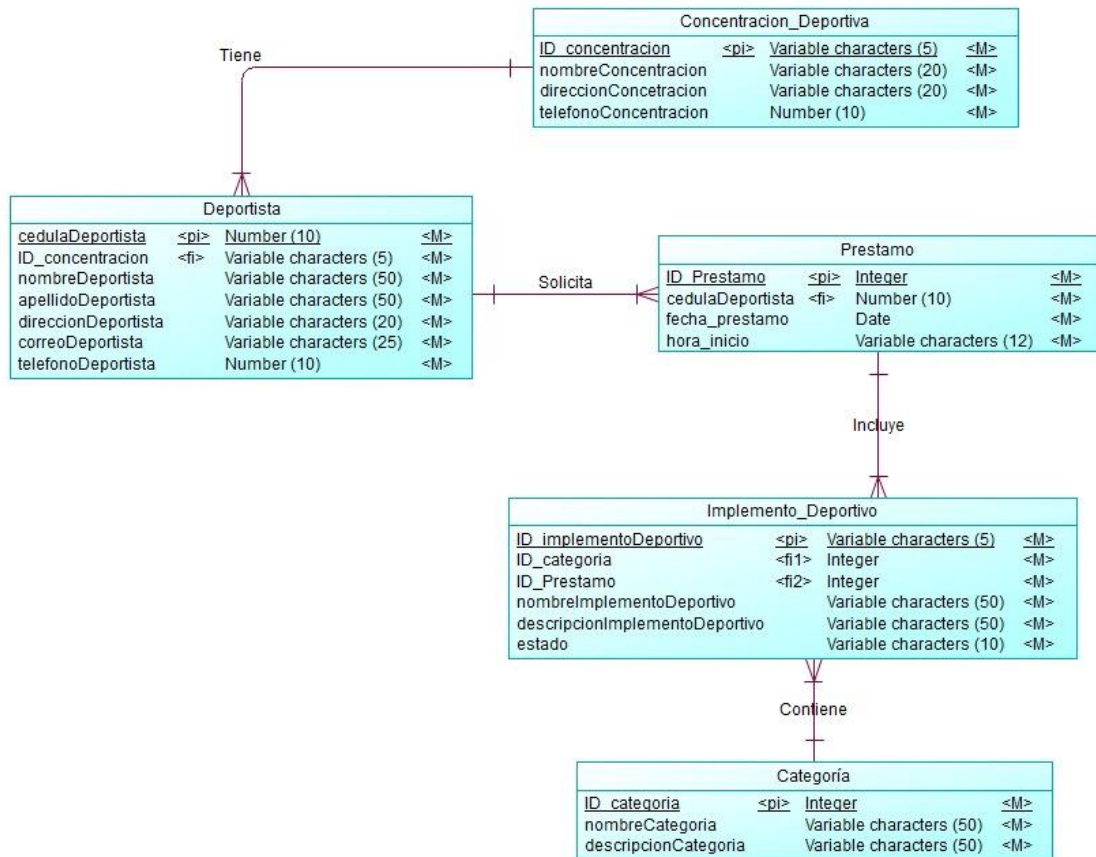 Concentracion_Deportiva
ID_concentracion <pi> Variable characters (5) <M>
nombreConcentracion Variable characters (20) <M>
direccionConcetracion Variable characters (20) <M>
telefonoConcentracion Number (10) <M>
Tiene
Deportista
cedulaDeportista <pi> Number (10) <M>
ID_concentracion <fi> Variable characters (5) <M>
nombreDeportista Variable characters (50) <M>
apellidoDeportista Variable characters (50) <M>
direccionDeportista Variable characters (20) <M>
correoDeportista Variable characters (25) <M>
telefonoDeportista Number (10) <M>
Solicita
Prestamo
ID_Prestamo <pi> Integer <M>
cedulaDeportista <fi> Number (10) <M>
fecha_prestamo Date <M>
hora_inicio Variable characters (12) <M>
Incluye
Implemento_Deportivo
ID_implementoDeportivo <pi> Variable characters (5) <M>
ID_categoria <fi1> Integer <M>
ID_Prestamo <fi2> Integer <M>
nombreImplementoDeportivo Variable characters (50) <M>
descripcionImplementoDeportivo Variable characters (50) <M>
estado Variable characters (10) <M>
Contiene
Categoría
ID_categoria <pi> Integer <M>
nombreCategoria Variable characters (50) <M>
descripcionCategoria Variable characters (50) <M>